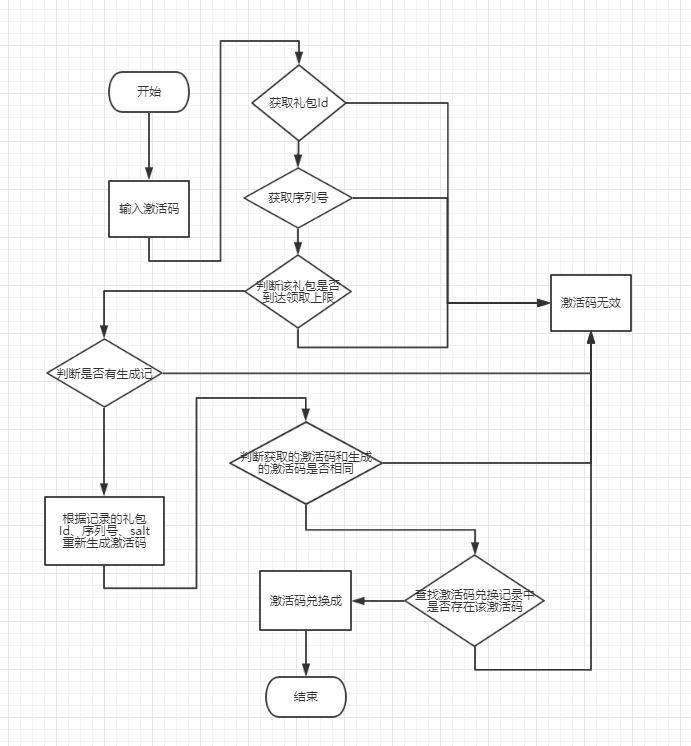 开始
输入激活码
获取礼包Id
获取序列号
判断该礼包是否
到达领取上限
激活码无效
判断是否有生成记
判断获取的激活码和生成
的激活码是否相同
根据记录的礼包
Id、序列号、salt
重新生成激活码
查找激活码兑换记录中
是否存在该激活码
激活码兑换成
结束